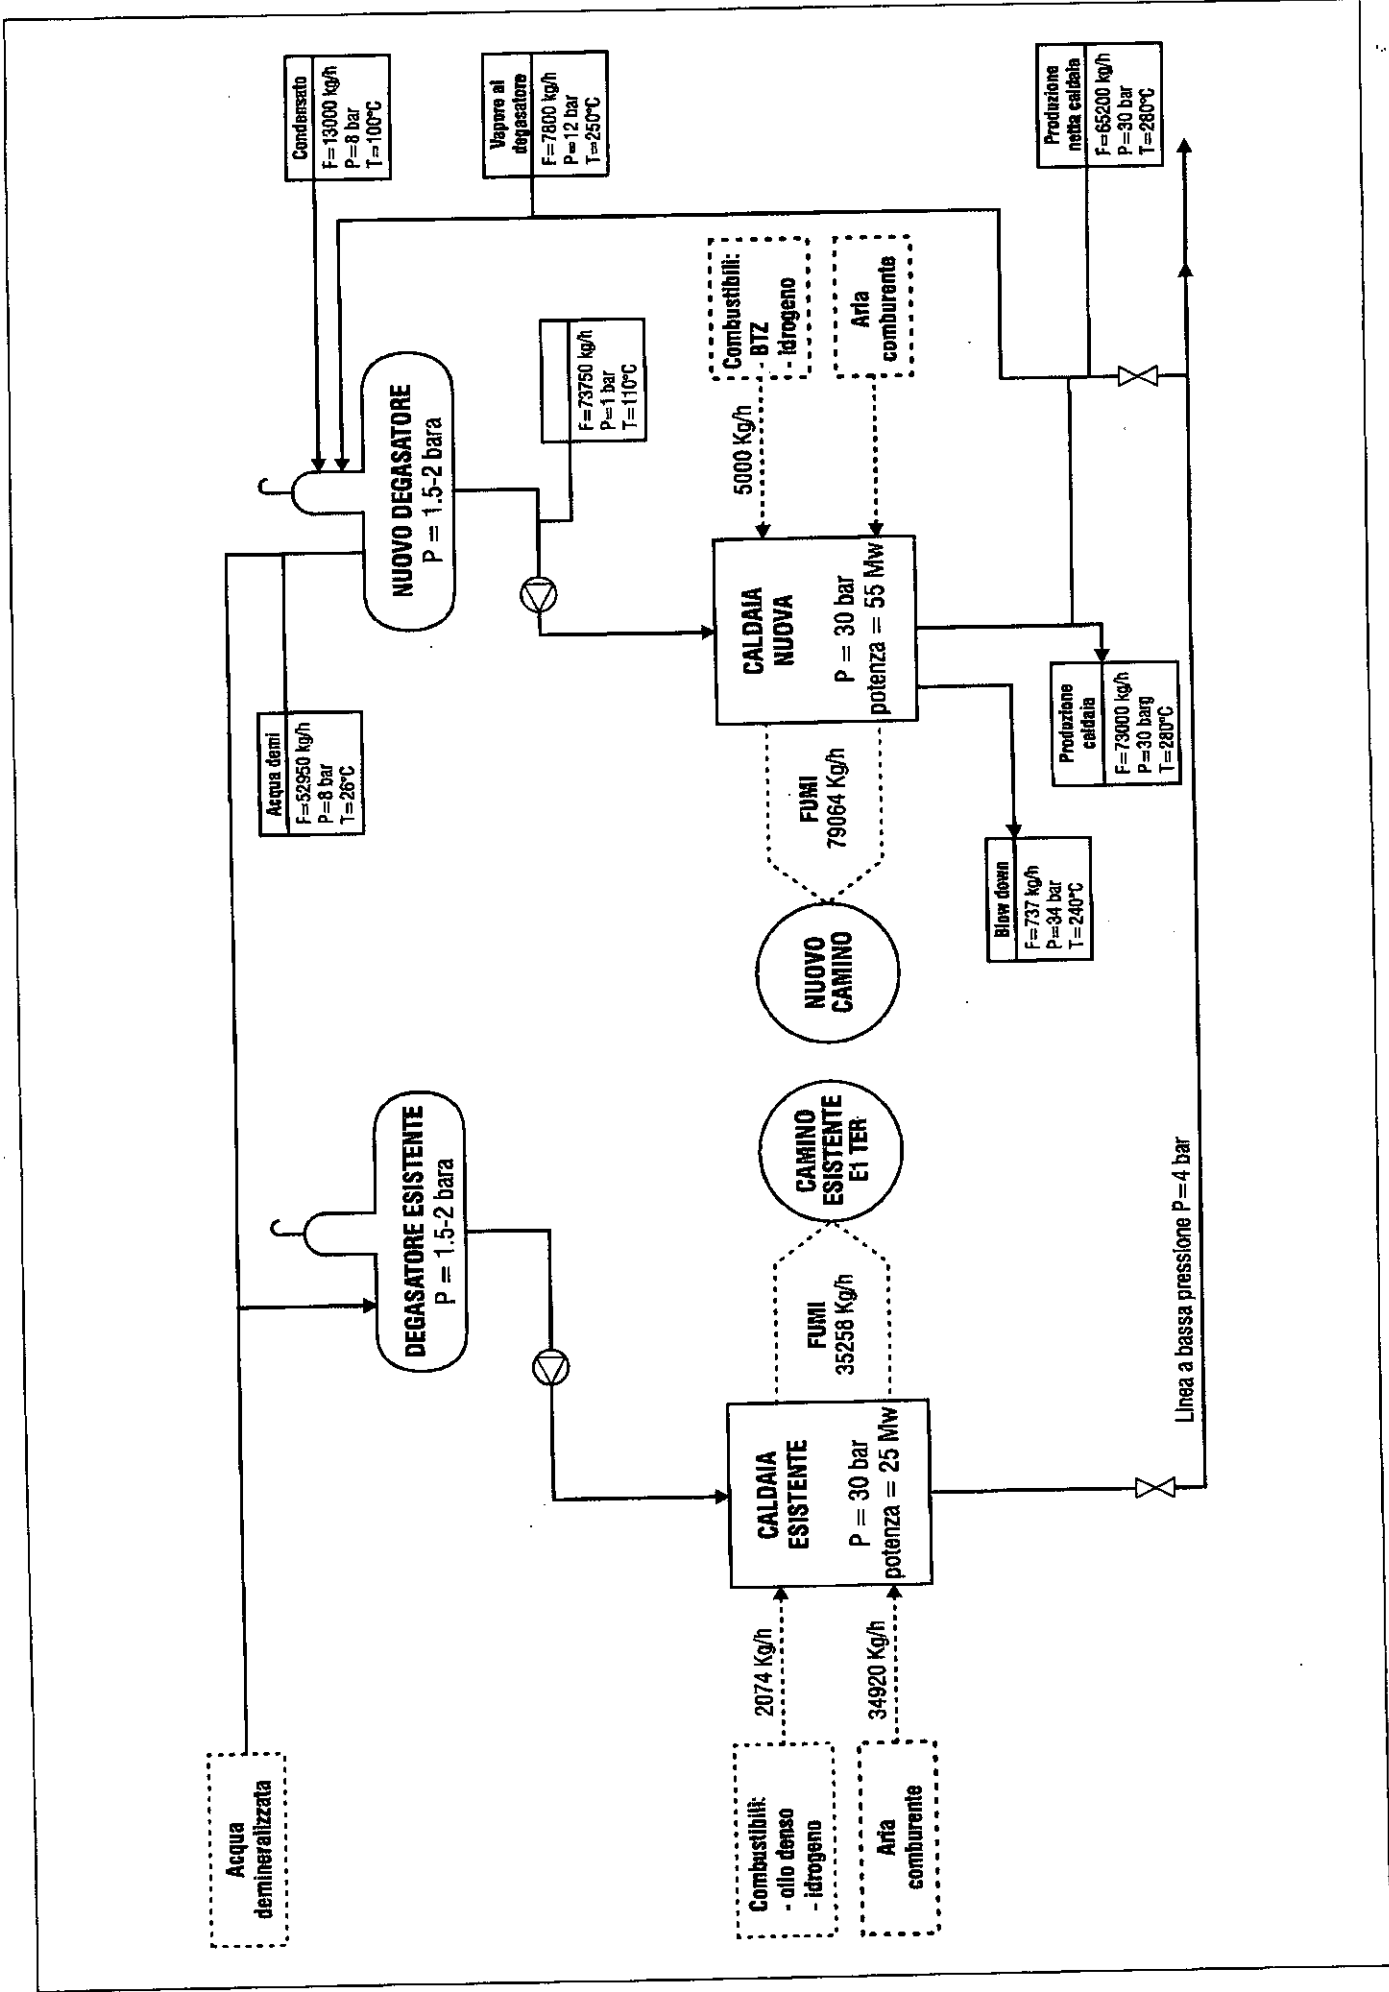 Acqua
demineralizzata
Acqua demi
F=52950 kg/h
P=8 bar
T=26°C
Condensato
F=13000 kg/h
P=8 bar
T=100°C
Vapore al
degasatore
F=7800 kg/h
P=12 bar
T=250°C
DEGASATORE ESISTENTE
P = 1.5-2 bara
NUOVO DEGASATORE
P = 1.5-2 bara
F=73750 kg/h
P=1 bar
T=110°C
Combustibili:
- olio denso
- idrogeno
2074 Kg/h
Aria
comburente
34920 Kg/h
CALDAIA
ESISTENTE
P = 30 bar
potenza = 25 Mw
FUMI
35258 Kg/h
CAMINO
ESISTENTE
E1 TER
NUOVO
CAMINO
FUMI
79064 Kg/h
CALDAIA
NUOVA
P = 30 bar
potenza = 55 Mw
5000 Kg/h
Combustibili:
- BTZ
- idrogeno
Aria
comburente
Blow down
F=737 kg/h
P=34 bar
T=240°C
Produzione
caldaia
F=73000 kg/h
P=30 barg
T=280°C
Produzione
netta caldaia
F=65200 kg/h
P=30 bar
T=280°C
Linea a bassa pressione P=4 bar